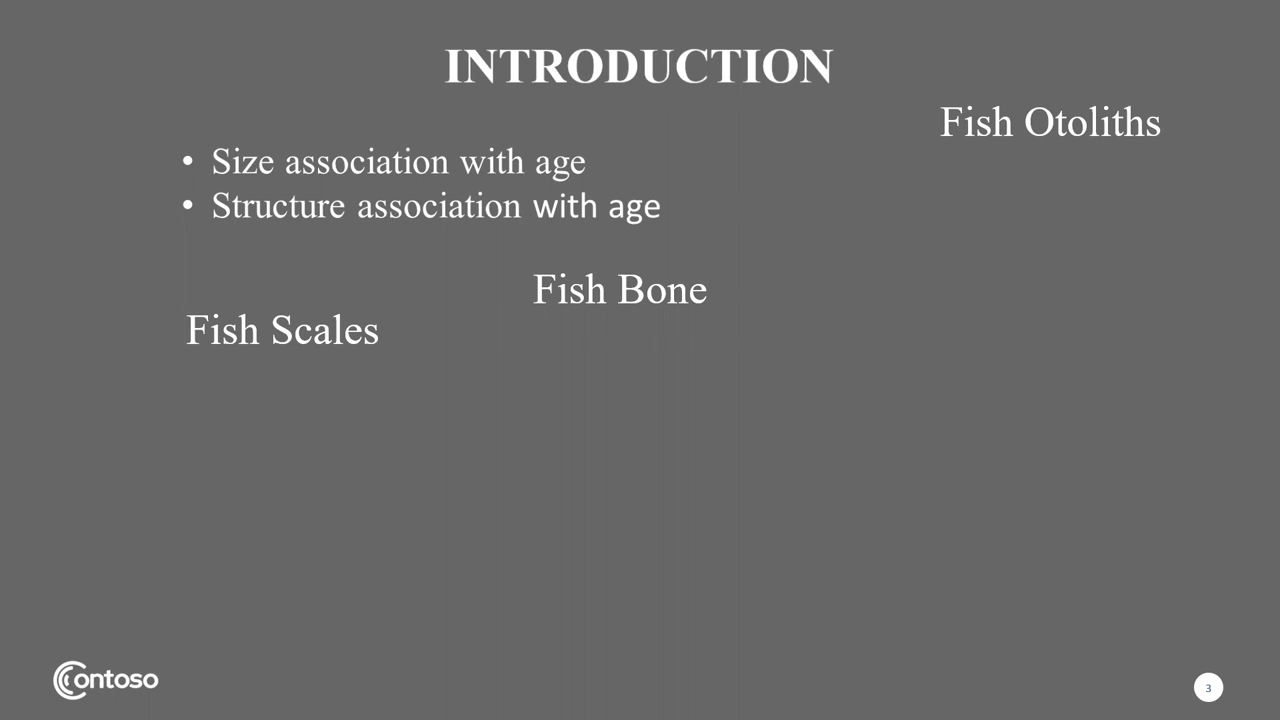 INTRODUCTION
Fish Otoliths
• Size association with age
• Structure association with age
Fish Bone
Fish Scales
Contoso
3